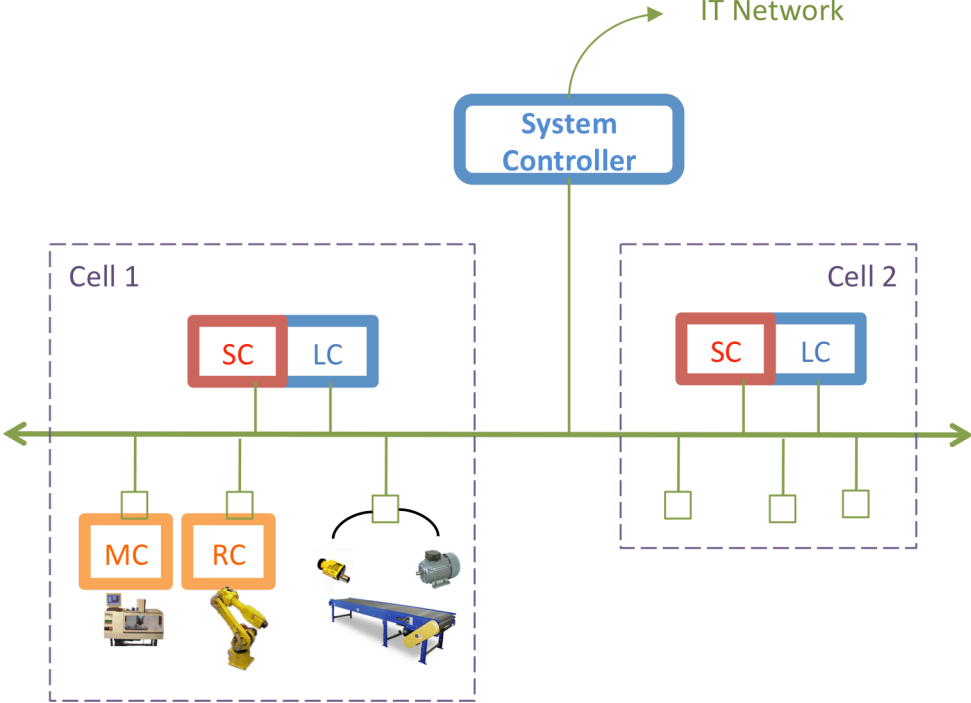 IT Network
System
Controller
Cell 1
Cell 2
SC
LC
SC
LC
MC
RC